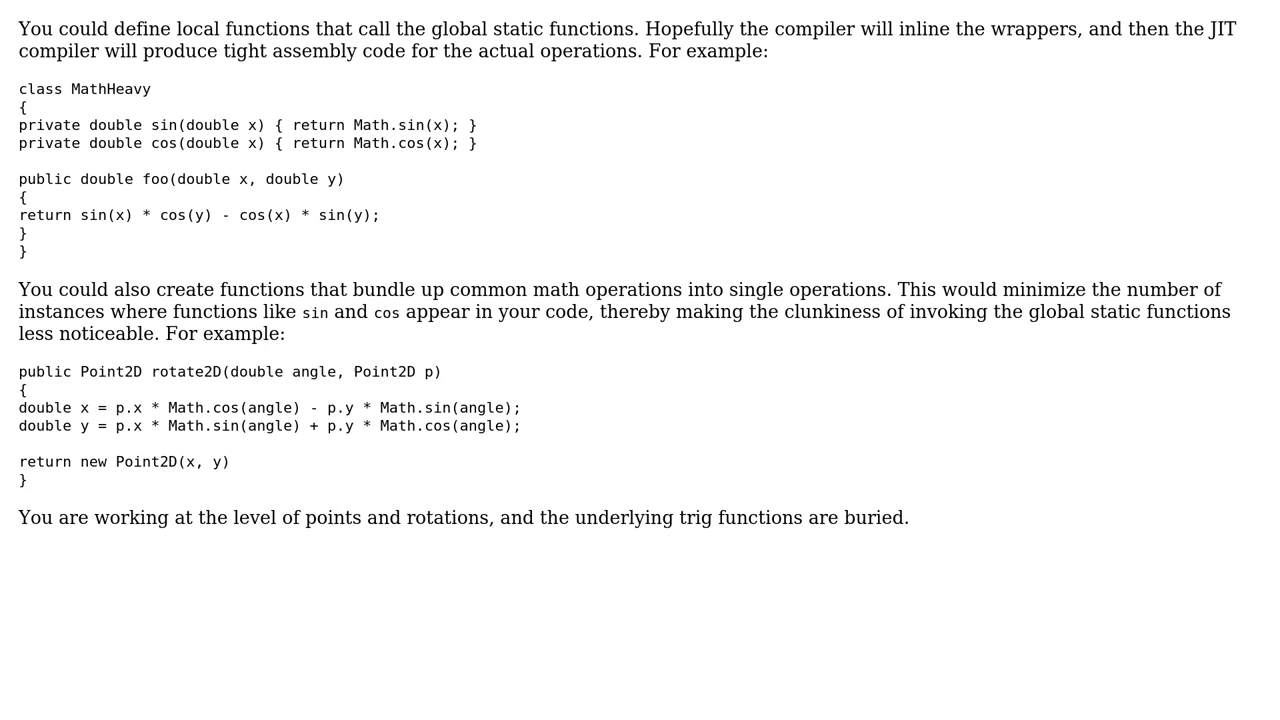 You could define local functions that call the global static functions. Hopefully the compiler will inline the wrappers, and then the JIT
compiler will produce tight assembly code for the actual operations. For example:
class MathHeavy
{
private double sin(double x) { return Math.sin(x); }
private double cos(double x) { return Math.cos(x); }
public double foo(double x, double y)
{
return sin(x) * cos(y) - cos(x) * sin(y);
}
}
You could also create functions that bundle up common math operations into single operations. This would minimize the number of
instances where functions like sin and cos appear in your code, thereby making the clunkiness of invoking the global static functions
less noticeable. For example:
public Point2D rotate2D(double angle, Point2D p)
{
double x = p.x * Math.cos(angle) - p.y * Math.sin(angle);
double y = p.x * Math.sin(angle) + p.y * Math.cos(angle);
return new Point2D(x, y)
}
You are working at the level of points and rotations, and the underlying trig functions are buried.